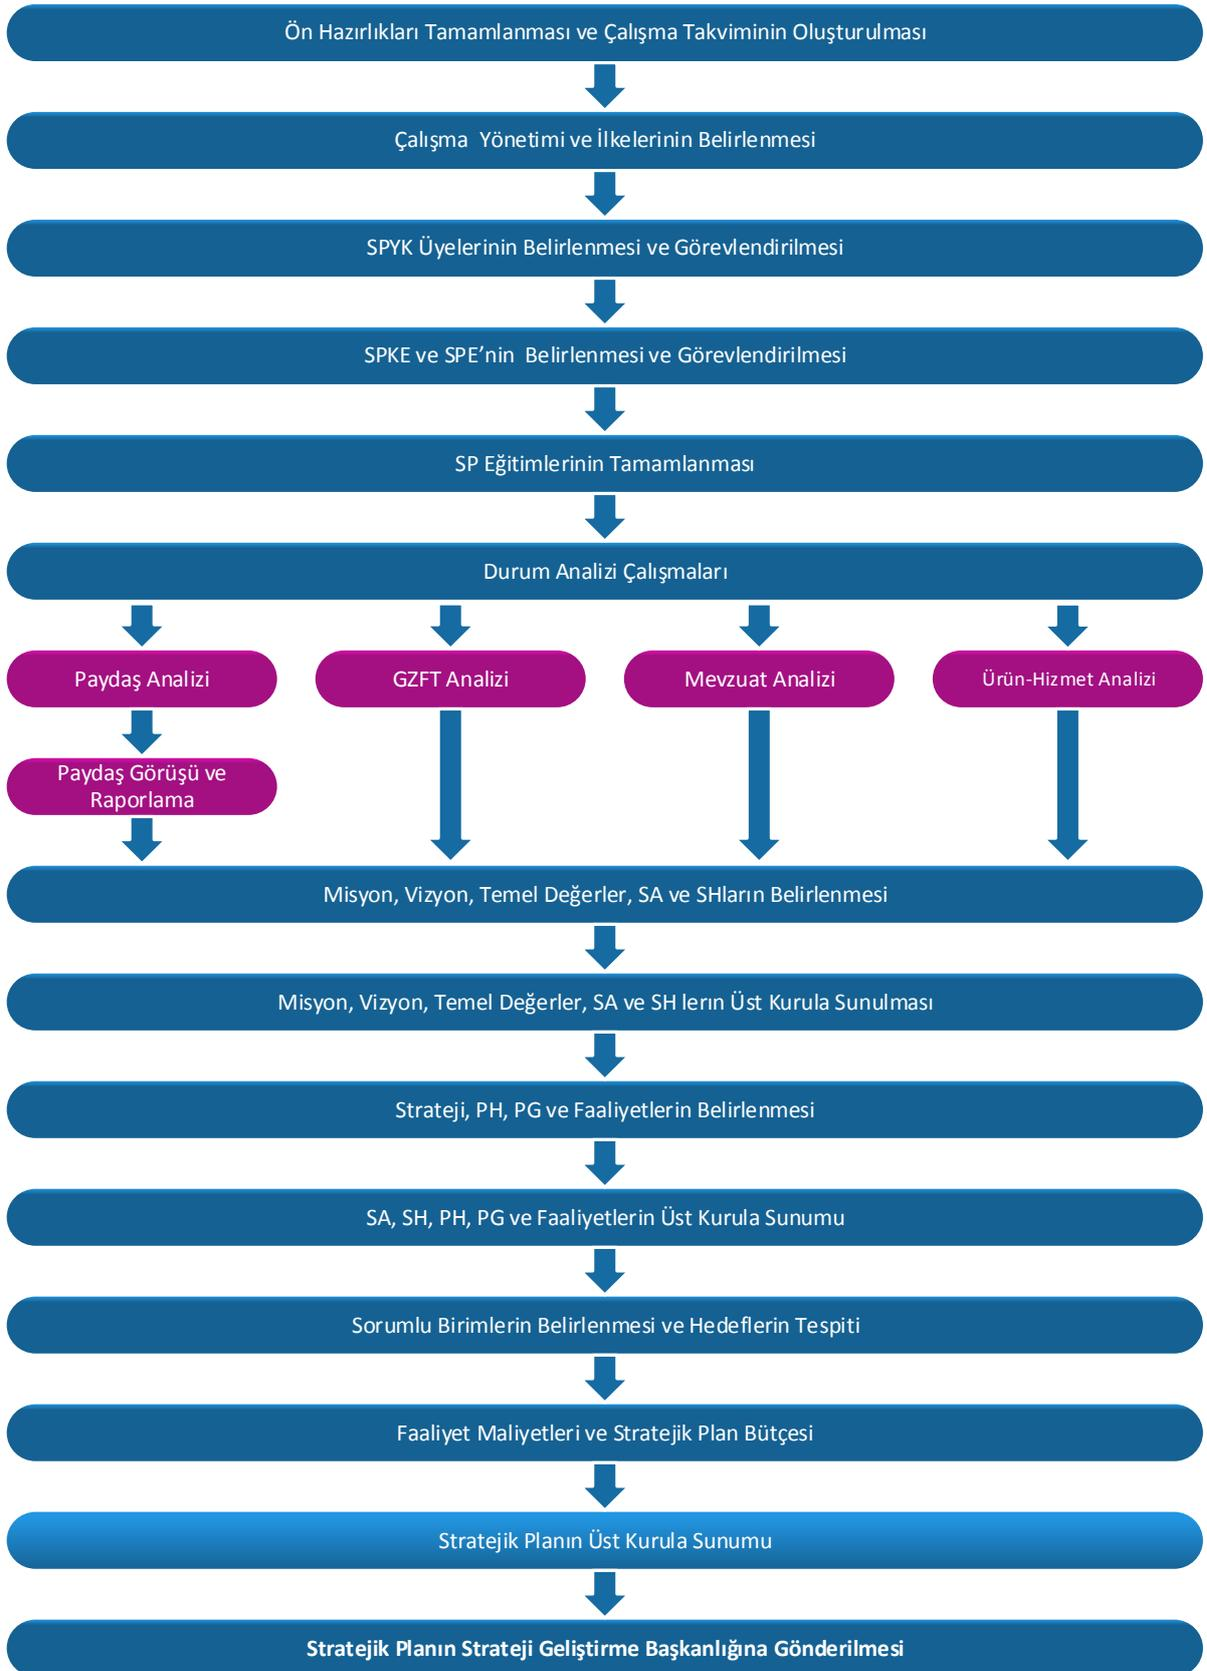 Ön Hazırlıkları Tamamlanması ve Çalışma Takviminin Oluşturulması
Çalışma Yönetimi ve İlkelerinin Belirlenmesi
SPYK Üyelerinin Belirlenmesi ve Görevlendirilmesi
SPKE ve SPE’nin Belirlenmesi ve Görevlendirilmesi
SP Eğitimlerinin Tamamlanması
Durum Analizi Çalışmaları
Paydaş Analizi
GZFT Analizi
Mevzuat Analizi
Ürün-Hizmet Analizi
Paydaş Görüşü ve
Raporlama
Misyon, Vizyon, Temel Değerler, SA ve SHların Belirlenmesi
Misyon, Vizyon, Temel Değerler, SA ve SH lerın Üst Kurula Sunulması
Strateji, PH, PG ve Faaliyetlerin Belirlenmesi
SA, SH, PH, PG ve Faaliyetlerin Üst Kurula Sunumu
Sorumlu Birimlerin Belirlenmesi ve Hedeflerin Tespiti
Faaliyet Maliyetleri ve Stratejik Plan Bütçesi
Stratejik Planın Üst Kurula Sunumu
Stratejik Planın Strateji Geliştirme Başkanlığına Gönderilmesi